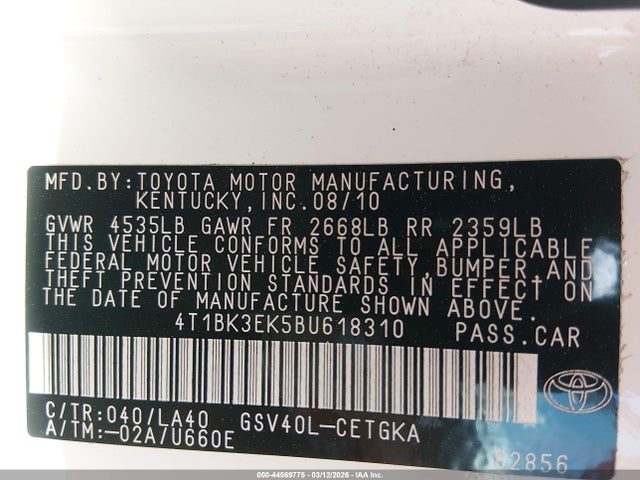 MFD.BY:TOYOTA MOTOR MANUFACTURING,
KENTUCKY,INC.08/10
GVWR 4535LB GAWR FR 2668LB RR 2359LB
THIS VEHICLE CONFORMS TO ALL APPLICABLE
FEDERAL MOTOR VEHICLE SAFETY,BUMPER,AND
THEFT PREVENTION STANDARDS IN EFFECT ON
THE DATE OF MANUFACTURE SHOWN ABOVE.
4T1BK3EK5BU618310 PASS.CAR
C/TR:040/LA40 GSV40L-CETGKA
A/TM:-02A/U660E
82856
000-44569775 - 03/12/2026 - COPYRIGHT IAA, LLC.